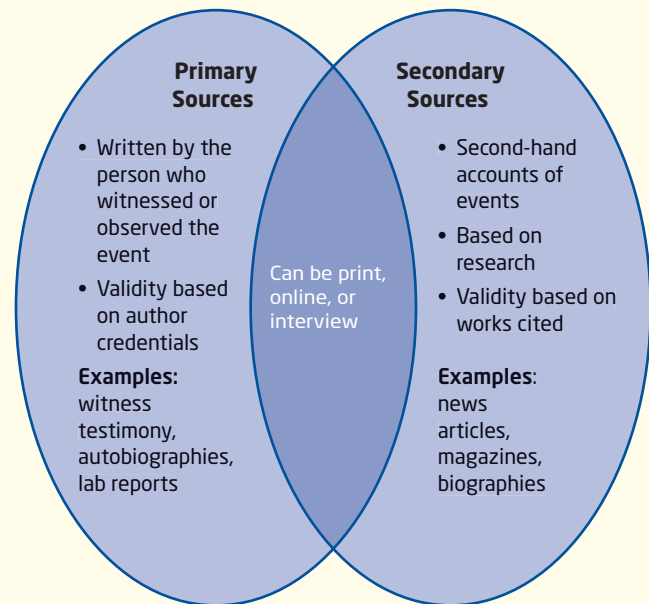 Primary
Sources
• Written by the
person who
witnessed or
observed the
event
• Validity based
on author
credentials
Examples:
witness
testimony,
autobiographies,
lab reports
Can be print,
online, or
interview
Secondary
Sources
• Second-hand
accounts of
events
• Based on
research
• Validity based on
works cited
Examples:
news
articles,
magazines,
biographies